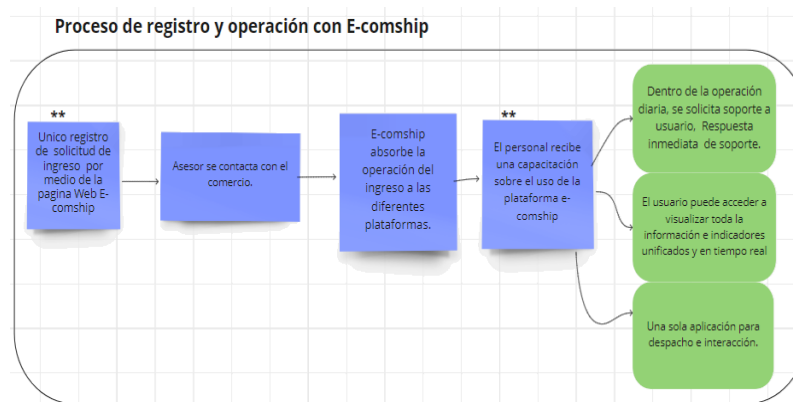 Proceso de registro y operación con E-comship
**
Unico registro
de solicitud de
ingreso por
medio de la
pagina Web E-
comship
Asesor se contacta con el
comercio.
E-comship
absorbe la
operación del
ingreso a las
diferentes
plataformas.
**
El personal recibe
una capacitación
sobre el uso de la
plataforma e-
comship
Dentro de la operación
diaria, se solicita soporte a
usuario, Respuesta
inmediata de soporte.
El usuario puede acceder a
visualizar toda la
información e indicadores
unificados y en tiempo real
Una sola aplicación para
despacho e interacción.